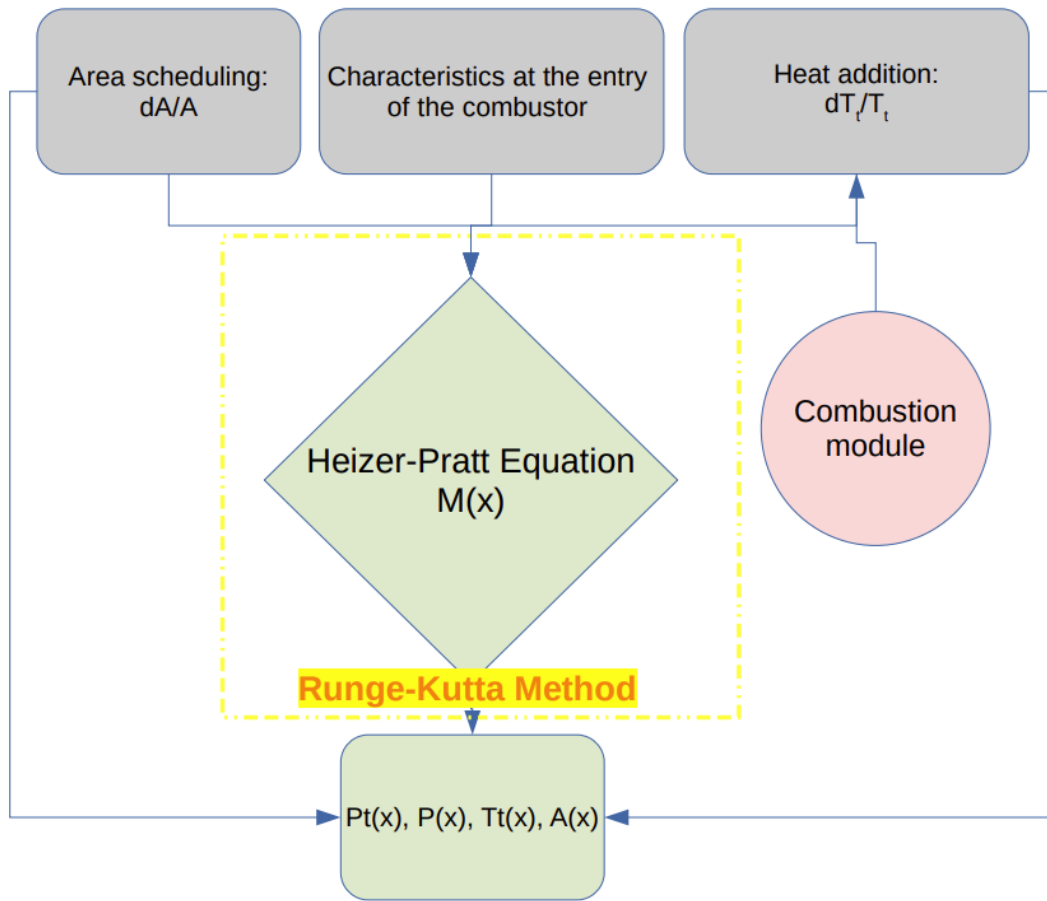 Area scheduling:
dA/A
Characteristics at the entry
of the combustor
Heat addition:
dTt/Tt
Combustion
module
Heizer-Pratt Equation
M(x)
Runge-Kutta Method
Pt(x), P(x), Tt(x), A(x)